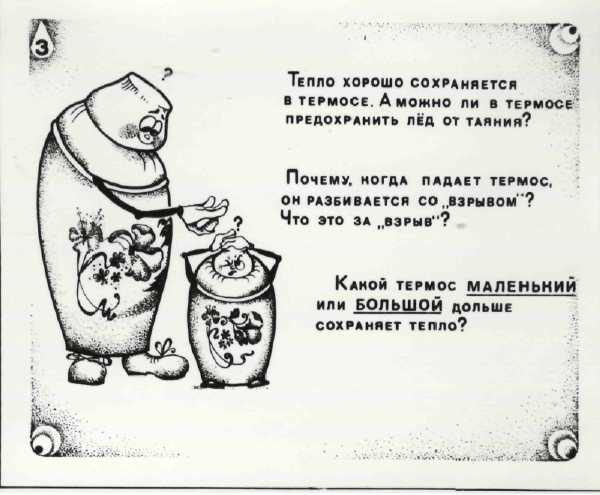 3
?
Тепло хорошо сохраняется
в термосе. А можно ли в термосе
предохранить лёд от таяния?
Почему, когда падает термос,
он разбивается со „взрывом"?
Что это за „взрыв"?
?
Какой термос маленький
или большой дольше
сохраняет тепло?